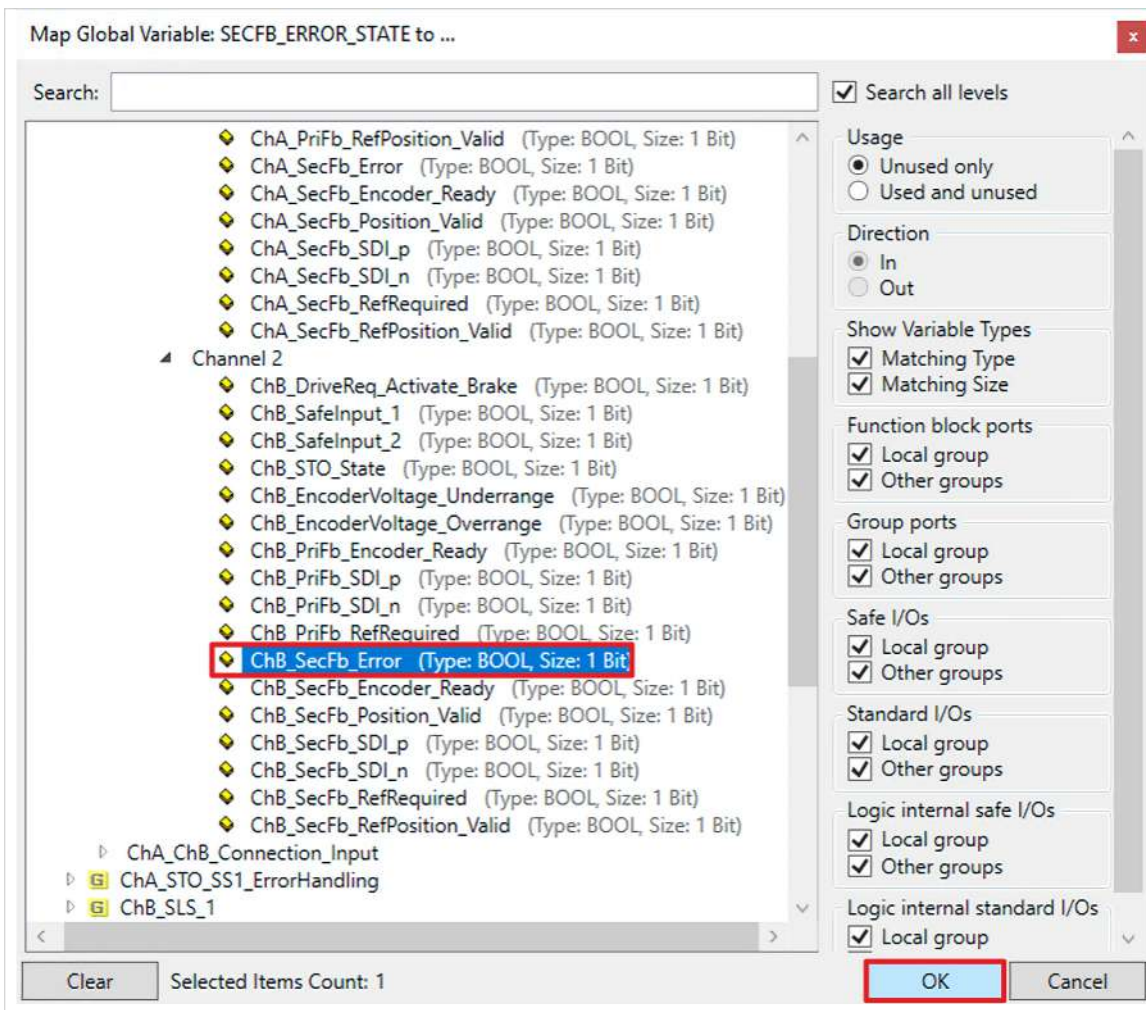 Map Global Variable: SECFB_ERROR_STATE to ...
x
Search:
Search all levels
ChA_PriFb_RefPosition_Valid (Type: BOOL, Size: 1 Bit)
ChA_SecFb_Error (Type: BOOL, Size: 1 Bit)
ChA_SecFb_Encoder_Ready (Type: BOOL, Size: 1 Bit)
ChA_SecFb_Position_Valid (Type: BOOL, Size: 1 Bit)
ChA_SecFb_SDI_p (Type: BOOL, Size: 1 Bit)
ChA_SecFb_SDI_n (Type: BOOL, Size: 1 Bit)
ChA_SecFb_RefRequired (Type: BOOL, Size: 1 Bit)
ChA_SecFb_RefPosition_Valid (Type: BOOL, Size: 1 Bit)
Channel 2
ChB_DriveReq_Activate_Brake (Type: BOOL, Size: 1 Bit)
ChB_SafeInput_1 (Type: BOOL, Size: 1 Bit)
ChB_SafeInput_2 (Type: BOOL, Size: 1 Bit)
ChB_STO_State (Type: BOOL, Size: 1 Bit)
ChB_EncoderVoltage_Underrange (Type: BOOL, Size: 1 Bit)
ChB_EncoderVoltage_Overrange (Type: BOOL, Size: 1 Bit)
ChB_PriFb_Encoder_Ready (Type: BOOL, Size: 1 Bit)
ChB_PriFb_SDI_p (Type: BOOL, Size: 1 Bit)
ChB_PriFb_SDI_n (Type: BOOL, Size: 1 Bit)
ChB_PriFb_RefRequired (Type: BOOL, Size: 1 Bit)
ChB_SecFb_Error (Type: BOOL, Size: 1 Bit)
ChB_SecFb_Encoder_Ready (Type: BOOL, Size: 1 Bit)
ChB_SecFb_Position_Valid (Type: BOOL, Size: 1 Bit)
ChB_SecFb_SDI_p (Type: BOOL, Size: 1 Bit)
ChB_SecFb_SDI_n (Type: BOOL, Size: 1 Bit)
ChB_SecFb_RefRequired (Type: BOOL, Size: 1 Bit)
ChB_SecFb_RefPosition_Valid (Type: BOOL, Size: 1 Bit)
ChA_ChB_Connection_Input
G ChA_STO_SS1_ErrorHandling
G ChB_SLS_1
Usage
Unused only
Used and unused
Direction
In
Out
Show Variable Types
Matching Type
Matching Size
Function block ports
Local group
Other groups
Group ports
Local group
Other groups
Safe I/Os
Local group
Other groups
Standard I/Os
Local group
Other groups
Logic internal safe I/Os
Local group
Other groups
Logic internal standard I/Os
Local group
Clear
Selected Items Count: 1
OK
Cancel